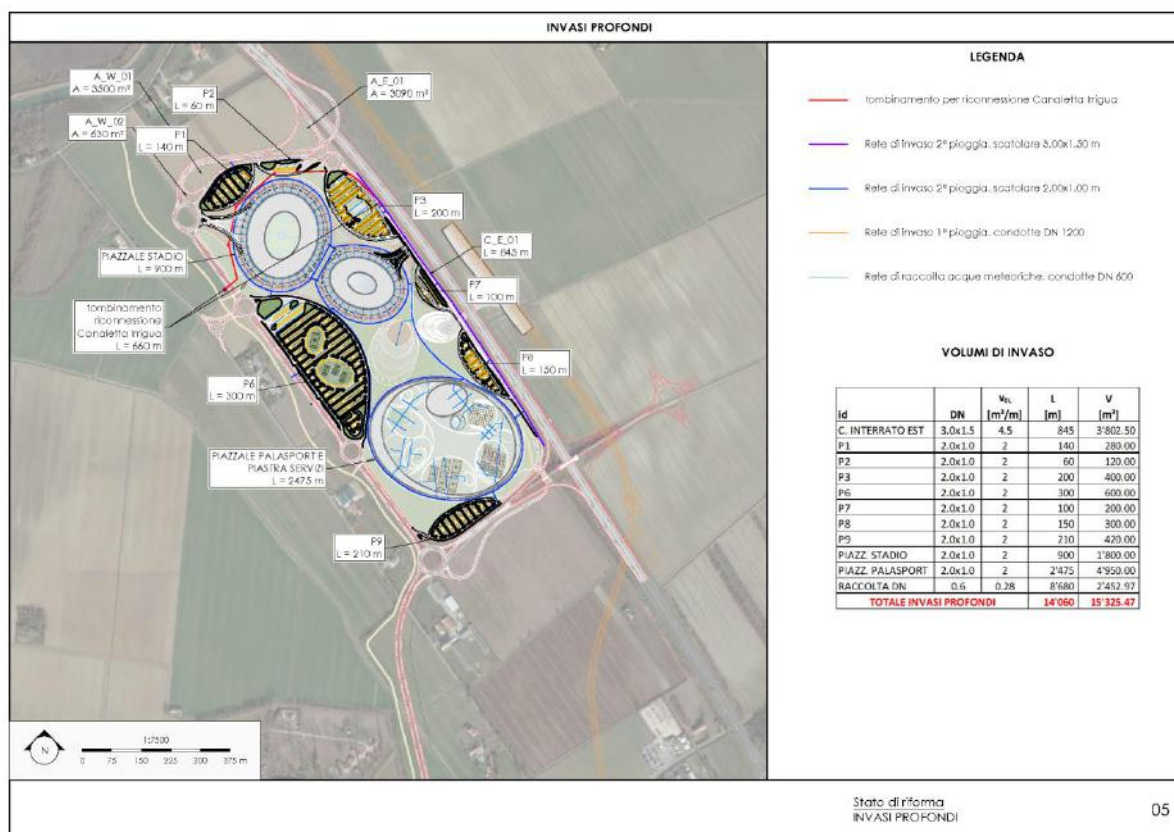 INVASI PROFONDI
A_W_01
A = 3500 m²
P2
L = 60 m
A_E_01
A = 3090 m²
A_W_02
A = 630 m²
P1
L = 140 m
P3
L = 200 m
C_E_01
L = 845 m
PIAZZALE STADIO
L = 900 m
P7
L = 100 m
tombinamento
riconnessione
Canaletta Irrigua
L = 660 m
P8
L = 150 m
P6
L = 300 m
PIAZZALE PALASPORT E
PIASTRA SERVIZI
L = 2475 m
P9
L = 210 m
N
1:7500
0 75 150 225 300 375 m
LEGENDA
tombinamento per riconnessione Canaletta Irrigua
Rete di invaso 2ª pioggia, scatolare 3.00x1.50 m
Rete di invaso 2ª pioggia, scatolare 2.00x1.00 m
Rete di invaso 1ª pioggia, condotte DN 1200
Rete di raccolta acque meteoriche, condotte DN 600
VOLUMI DI INVASO
id DN [m³/m] L [m] V [m³]
C. INTERRATO EST 3.0x1.5 4.5 845 3'802.50
P1 2.0x1.0 2 140 280.00
P2 2.0x1.0 2 60 120.00
P3 2.0x1.0 2 200 400.00
P6 2.0x1.0 2 300 600.00
P7 2.0x1.0 2 100 200.00
P8 2.0x1.0 2 150 300.00
P9 2.0x1.0 2 210 420.00
PIAZZ. STADIO 2.0x1.0 2 900 1'800.00
PIAZZ. PALASPORT 2.0x1.0 2 2'475 4'950.00
RACCOLTA DN 0.6 0.28 8'680 2'452.97
TOTALE INVASI PROFONDI 14'060 15'325.47
Stato di riforma
INVASI PROFONDI
05